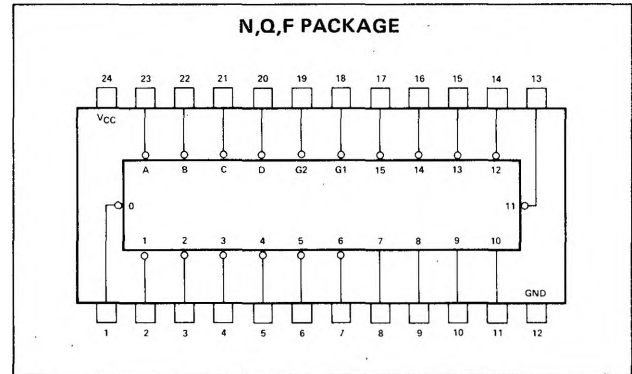 N,Q,F PACKAGE
24 23 22 21 20 19 18 17 16 15 14 13
VCC
A B C D G2 G1 15 14 13 12
0 11
1 2 3 4 5 6 7 8 9 10
GND
1 2 3 4 5 6 7 8 9 10 11 12